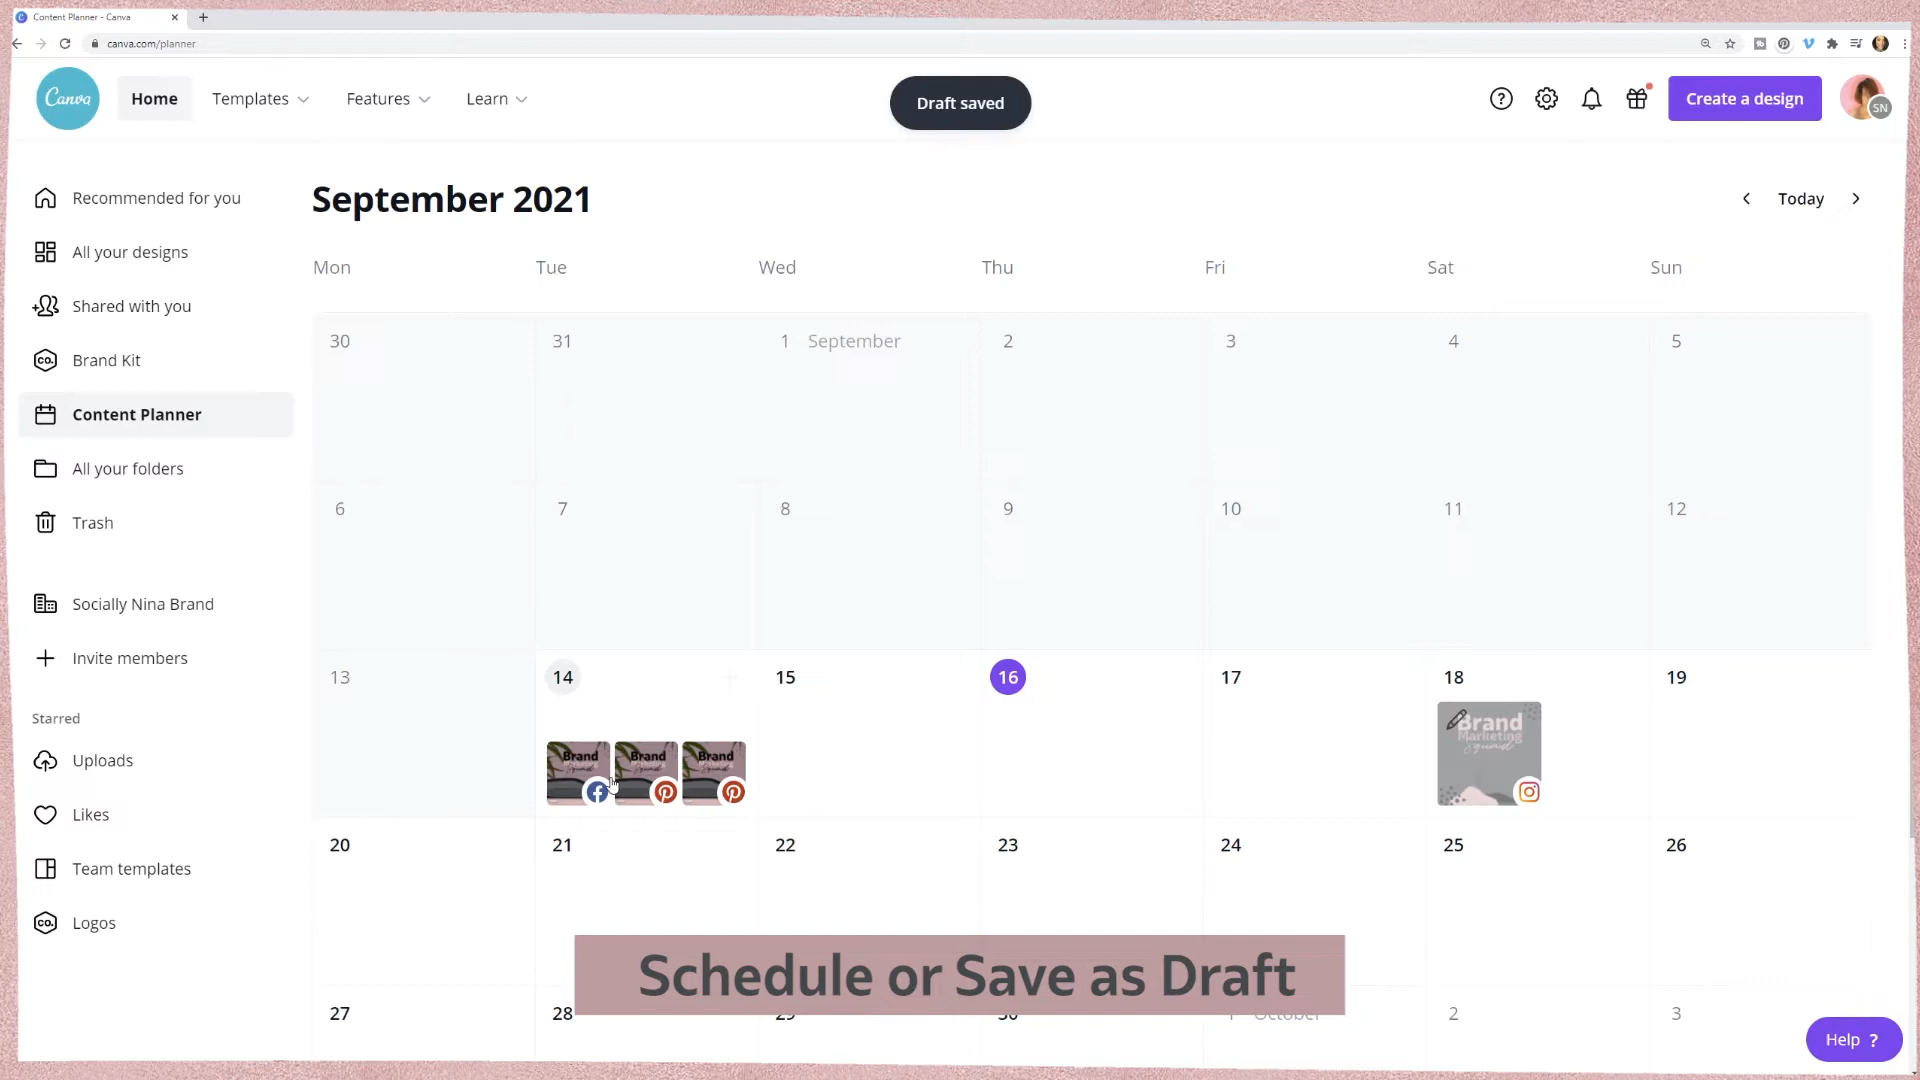 Content Planner - Canva
canva.com/planner
Canva
Home
Templates
Features
Learn
Draft saved
Create a design
SN
Recommended for you
All your designs
Shared with you
Brand Kit
Content Planner
All your folders
Trash
Socially Nina Brand
Invite members
Starred
Uploads
Likes
Team templates
Logos
September 2021
Today
Mon Tue Wed Thu Fri Sat Sun
30 31 1 September 2 3 4 5
6 7 8 9 10 11 12
13 14 15 16 17 18 19
Brand
Brand
Brand
Brand
Marketing
Squad
20 21 22 23 24 25 26
Schedule or Save as Draft
27 28 29 30 1 October 2 3
Help ?